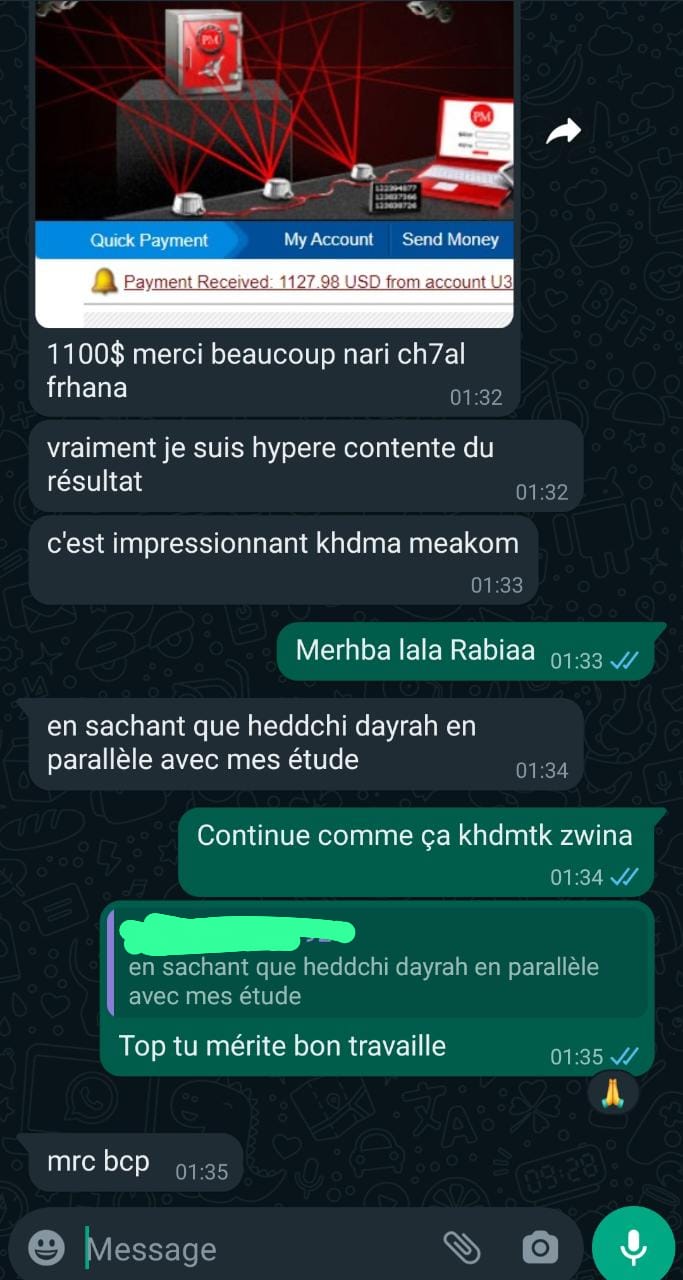 PM
PM
122394877
122837366
123838726
Quick Payment
My Account
Send Money
Payment Received: 1127.98 USD from account U3
1100$ merci beaucoup nari ch7al
frhana
01:32
vraiment je suis hypere contente du
résultat
01:32
c'est impressionnant khdma meakom
01:33
Merhba lala Rabiaa
01:33
en sachant que heddchi dayrah en
parallèle avec mes étude
01:34
Continue comme ça khdmtk zwina
01:34
en sachant que heddchi dayrah en parallèle
avec mes étude
Top tu mérite bon travaille
01:35
mrc bcp
01:35
Message